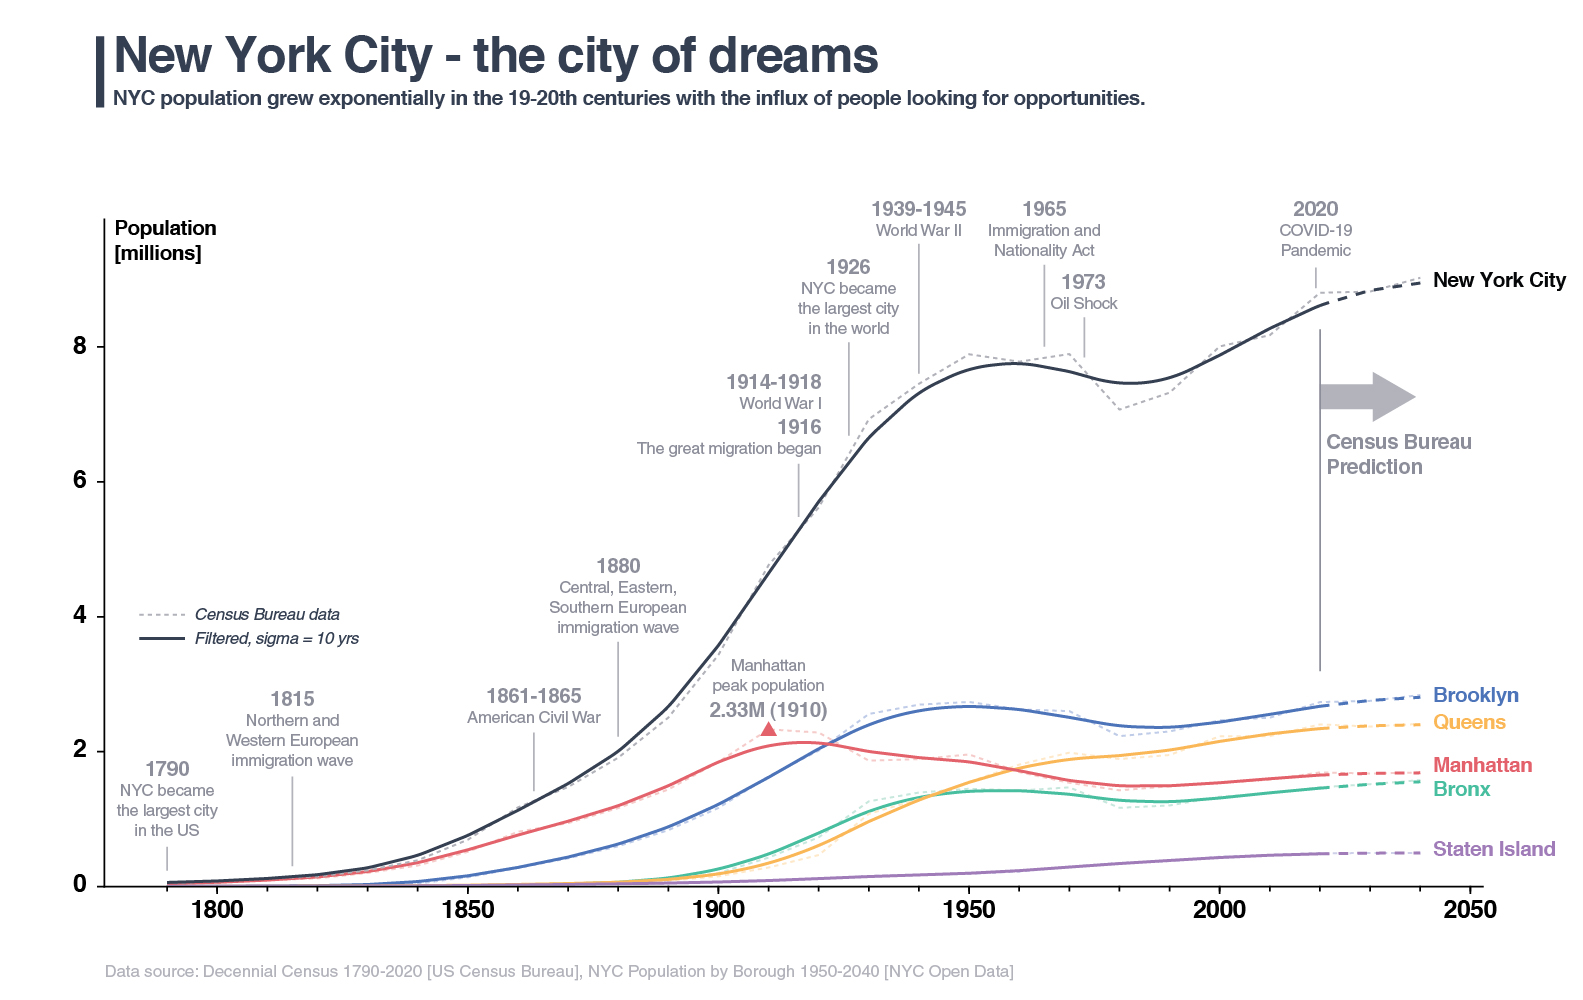 New York City - the city of dreams
NYC population grew exponentially in the 19-20th centuries with the influx of people looking for opportunities.
Population
[millions]
8
6
4
2
0
Census Bureau data
Filtered, sigma = 10 yrs
1790
NYC became
the largest city
in the US
1815
Northern and
Western European
immigration wave
1861-1865
American Civil War
1880
Central, Eastern,
Southern European
immigration wave
Manhattan
peak population
2.33M (1910)
1914-1918
World War I
1916
The great migration began
1926
NYC became
the largest city
in the world
1939-1945
World War II
1965
Immigration and
Nationality Act
1973
Oil Shock
2020
COVID-19
Pandemic
Census Bureau
Prediction
New York City
Brooklyn
Queens
Manhattan
Bronx
Staten Island
1800
1850
1900
1950
2000
2050
Data source: Decennial Census 1790-2020 [US Census Bureau], NYC Population by Borough 1950-2040 [NYC Open Data]